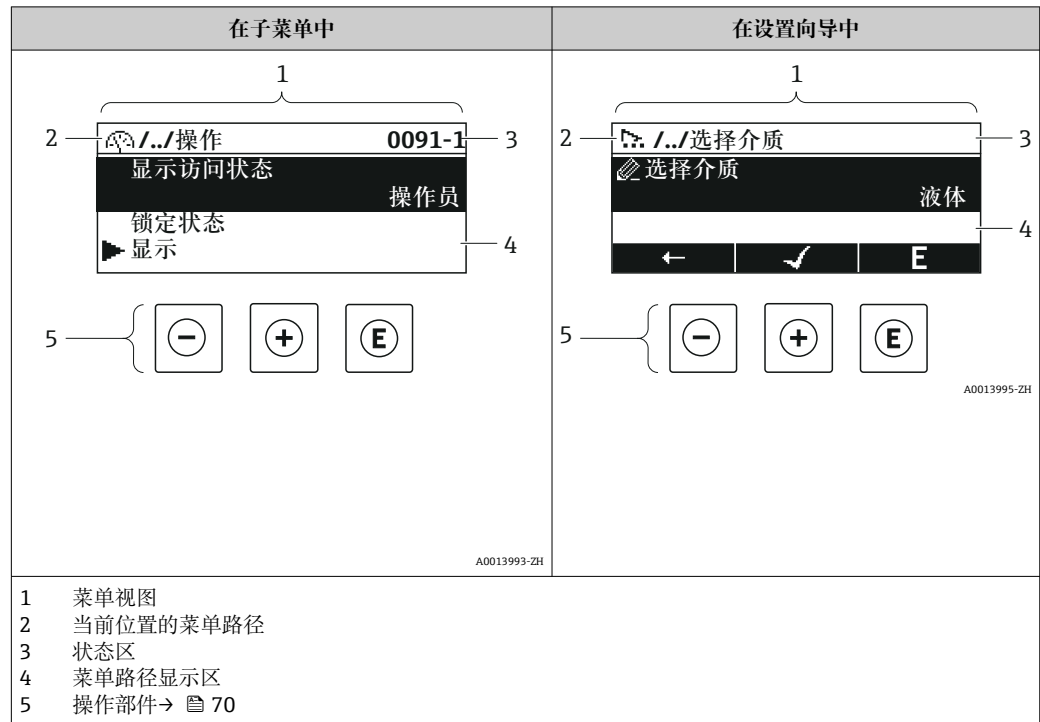 在子菜单中
在设置向导中
1
2
/../操作 0091-1
3
显示访问状态
操作员
锁定状态
显示
4
5
- + E
A0013993-ZH
1
2
/../选择介质
3
选择介质
液体
4
← ✓ E
5
- + E
A0013995-ZH
1 菜单视图
2 当前位置的菜单路径
3 状态区
4 菜单路径显示区
5 操作部件→ 70